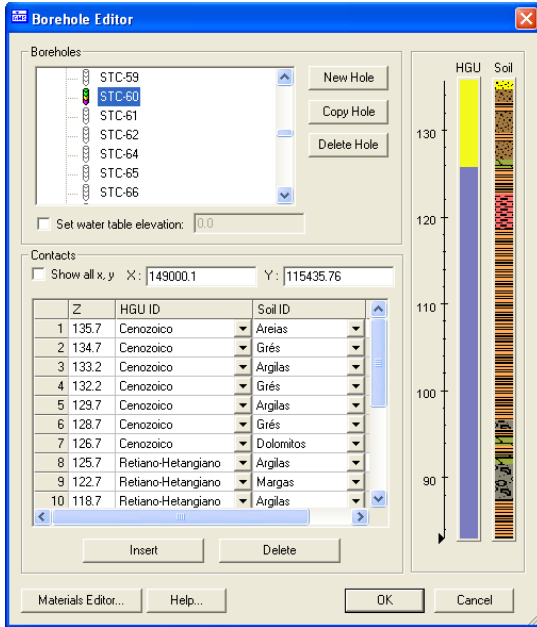 Borehole Editor
Boreholes
STC-59
STC-60
STC-61
STC-62
STC-64
STC-65
STC-66
New Hole
Copy Hole
Delete Hole
Set water table elevation: 0.0
Contacts
Show all x, y X: 149000.1 Y: 115435.76
Z HGU ID Soil ID
1 135.7 Cenozoico Areias
2 134.7 Cenozoico Grés
3 133.2 Cenozoico Argilas
4 132.2 Cenozoico Grés
5 129.7 Cenozoico Argilas
6 128.7 Cenozoico Grés
7 126.7 Cenozoico Dolomitos
8 125.7 Retiano-Hetangiano Argilas
9 122.7 Retiano-Hetangiano Margas
10 118.7 Retiano-Hetangiano Argilas
Insert Delete
HGU Soil
130
120
110
100
90
Materials Editor... Help... OK Cancel